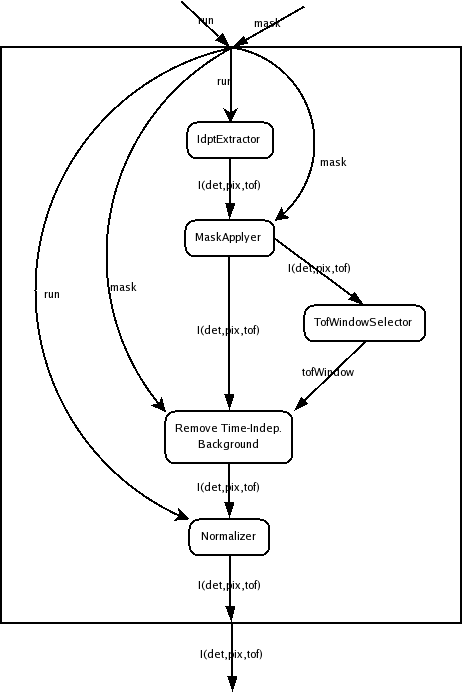 run
mask
run
IdptExtractor
mask
I(det,pix,tof)
MaskApplyer
I(det,pix,tof)
mask
run
TofWindowSelector
I(det,pix,tof)
tofWindow
Remove Time-Indep.
Background
I(det,pix,tof)
Normalizer
I(det,pix,tof)
I(det,pix,tof)